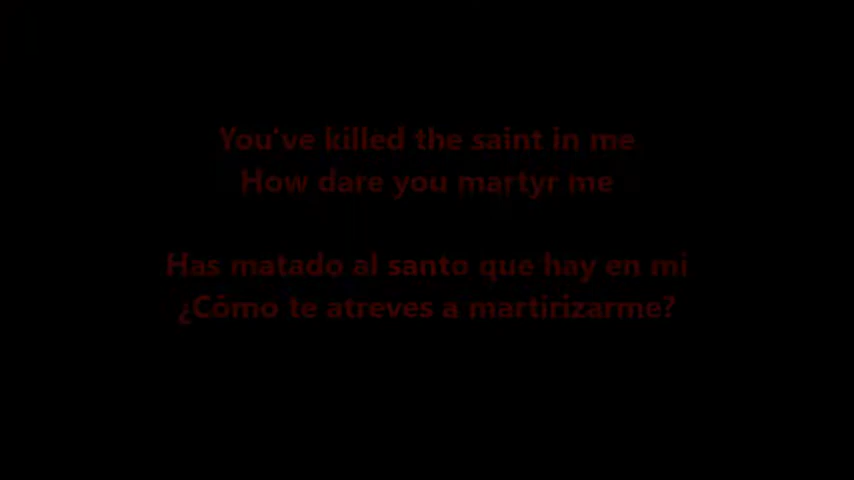 You've killed the saint in me
How dare you martyr me
Has matado al santo que hay en mi
¿Cómo te atreves a martirizarme?